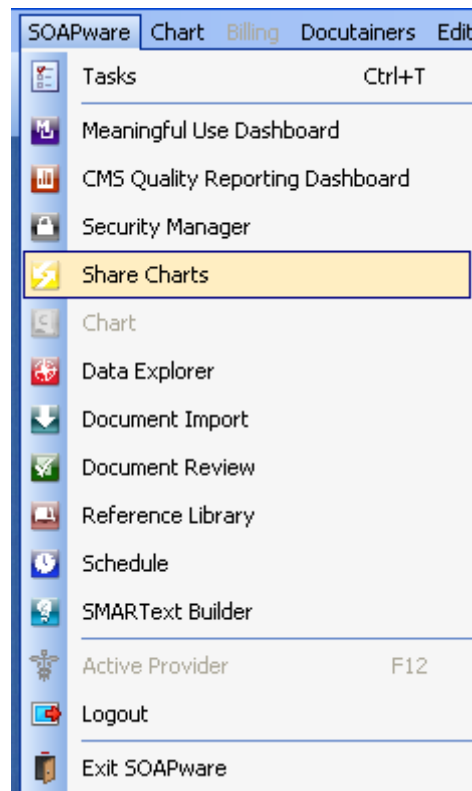 SOAPware Chart Billing Docutainers Edit
Tasks Ctrl+T
Meaningful Use Dashboard
CMS Quality Reporting Dashboard
Security Manager
Share Charts
Chart
Data Explorer
Document Import
Document Review
Reference Library
Schedule
SMARText Builder
Active Provider F12
Logout
Exit SOAPware